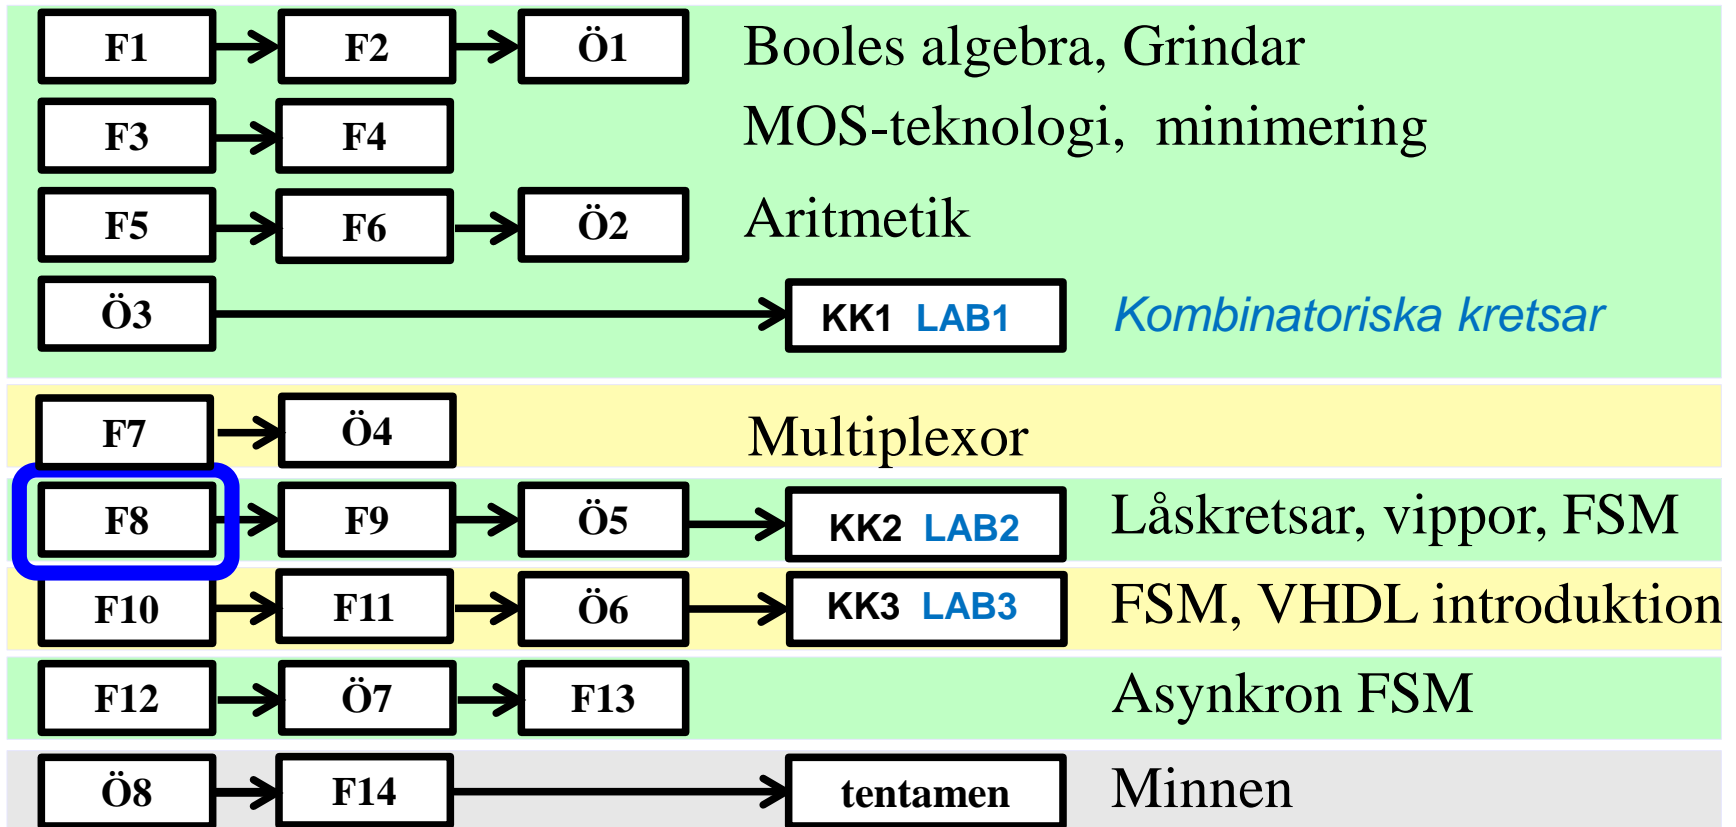 F1 F2 Ö1 Booles algebra, Grindar
F3 F4 MOS-teknologi, minimering
F5 F6 Ö2 Aritmetik
Ö3 KK1 LAB1 Kombinatoriska kretsar
F7 Ö4 Multiplexor
F8 F9 Ö5 KK2 LAB2 Låskretsar, vippor, FSM
F10 F11 Ö6 KK3 LAB3 FSM, VHDL introduktion
F12 Ö7 F13 Asynkron FSM
Ö8 F14 tentamen Minnen